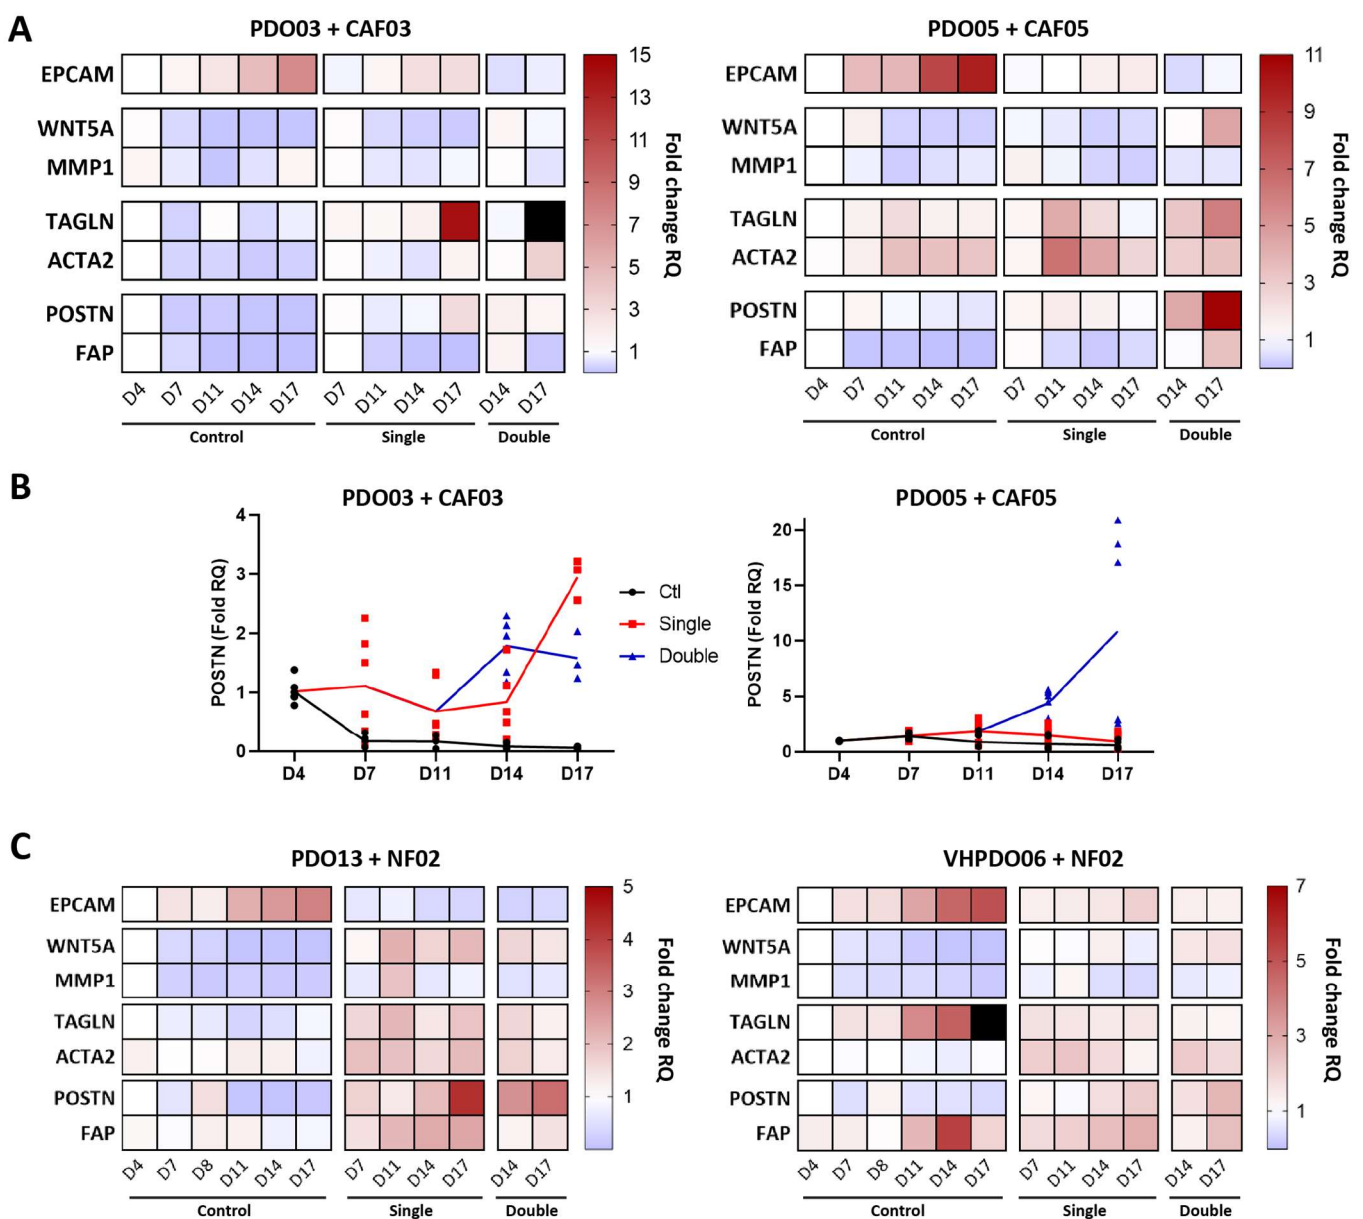 A
PDO03 + CAF03
PDO05 + CAF05
EPCAM
WNT5A
MMP1
TAGLN
ACTA2
POSTN
FAP
D4 D7 D11 D14 D17 D7 D11 D14 D17 D14 D17
Control Single Double
15
13
11
9
7
5
3
1
Fold change RQ
EPCAM
WNT5A
MMP1
TAGLN
ACTA2
POSTN
FAP
D4 D7 D11 D14 D17 D7 D11 D14 D17 D14 D17
Control Single Double
11
9
7
5
3
1
Fold change RQ
B
PDO03 + CAF03
POSTN (Fold RQ)
4
3
2
1
0
D4 D7 D11 D14 D17
Ctl
Single
Double
PDO05 + CAF05
POSTN (Fold RQ)
20
15
10
5
0
D4 D7 D11 D14 D17
C
PDO13 + NF02
EPCAM
WNT5A
MMP1
TAGLN
ACTA2
POSTN
FAP
D4 D7 D8 D11 D14 D17 D7 D11 D14 D17 D14 D17
Control Single Double
5
4
3
2
1
Fold change RQ
VHPDO06 + NF02
EPCAM
WNT5A
MMP1
TAGLN
ACTA2
POSTN
FAP
D4 D7 D8 D11 D14 D17 D7 D11 D14 D17 D14 D17
Control Single Double
7
5
3
1
Fold change RQ